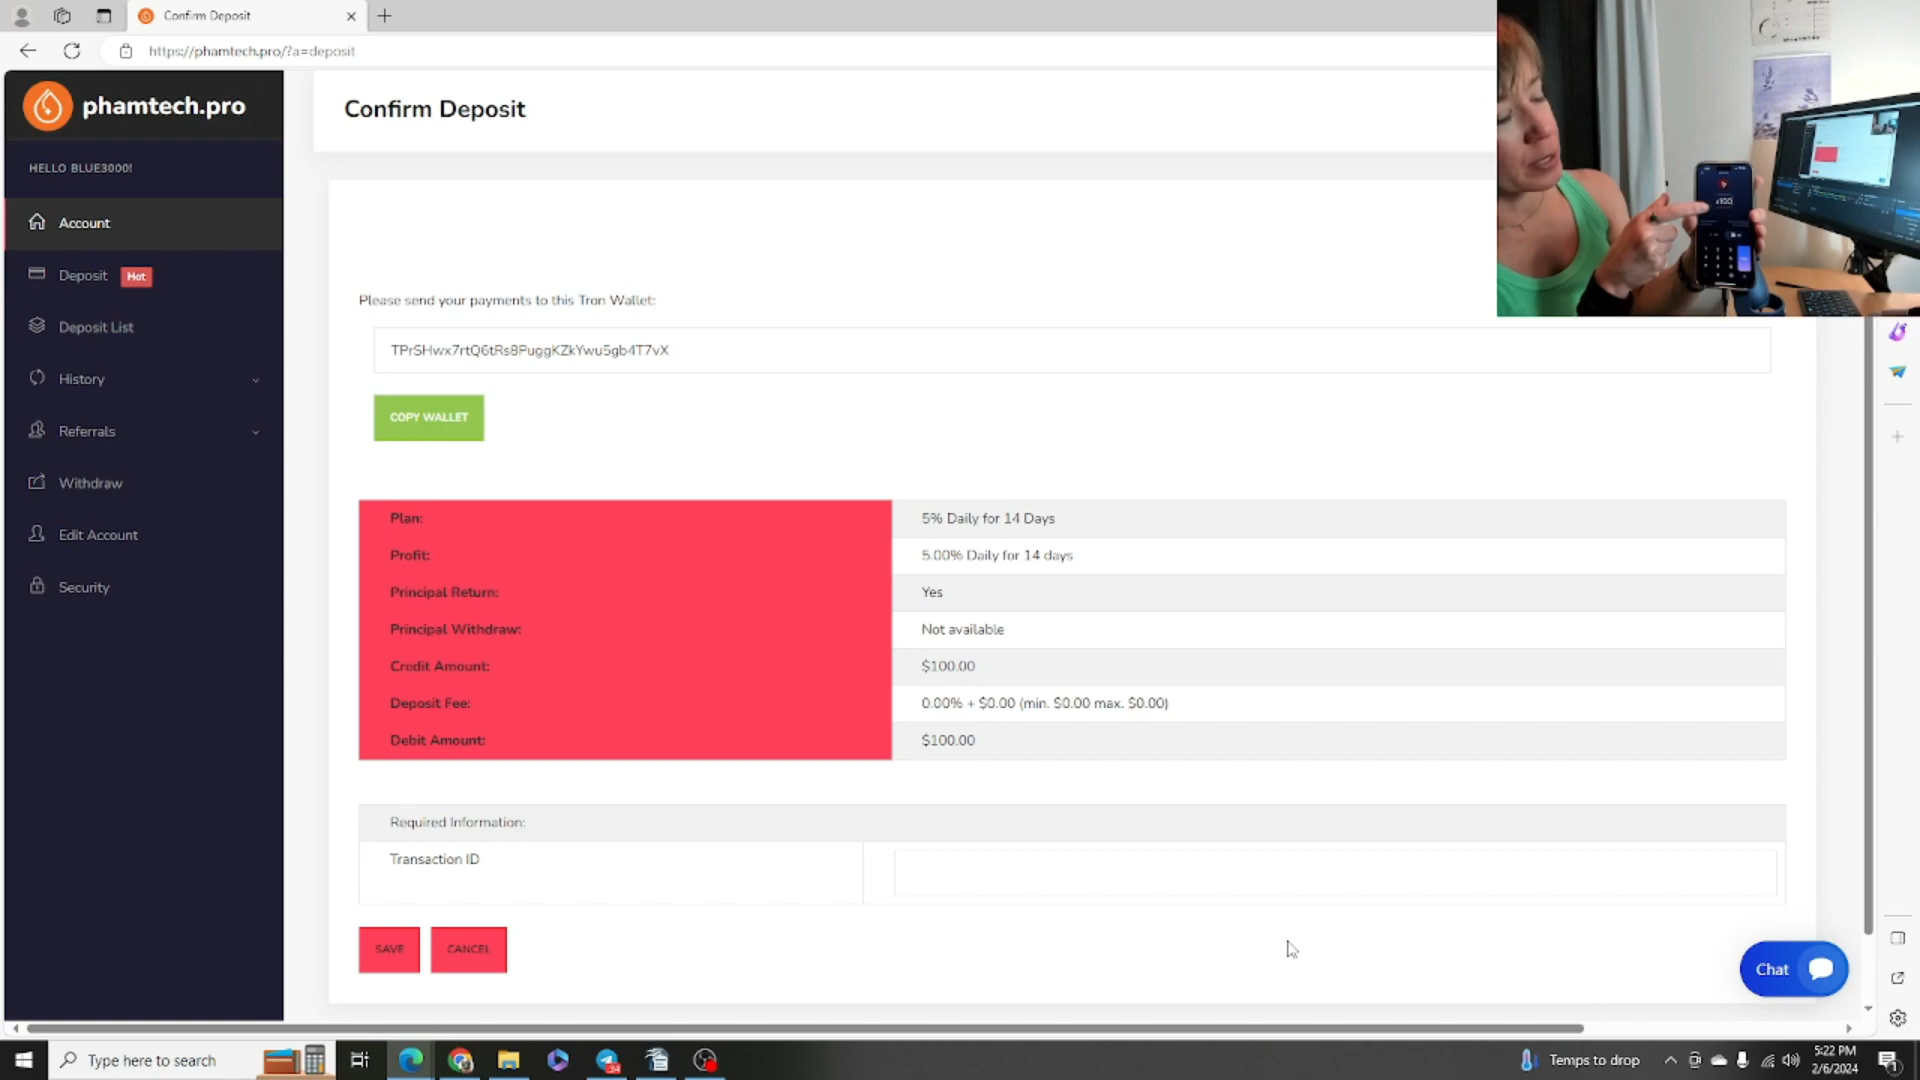 Confirm Deposit
https://phamtech.pro/?a=deposit
phamtech.pro
HELLO BLUE3000!
Account
Deposit Hot
Deposit List
History
Referrals
Withdraw
Edit Account
Security
Confirm Deposit
Please send your payments to this Tron Wallet:
TPrSHwx7rtQ6tRs8PuggKZkYwu5gb4T7vX
COPY WALLET
Plan: 5% Daily for 14 Days
Profit: 5.00% Daily for 14 days
Principal Return: Yes
Principal Withdraw: Not available
Credit Amount: $100.00
Deposit Fee: 0.00% + $0.00 (min. $0.00 max. $0.00)
Debit Amount: $100.00
Required Information:
Transaction ID
SAVE CANCEL
Chat
Type here to search
34
Temps to drop
5:22 PM
2/6/2024
1